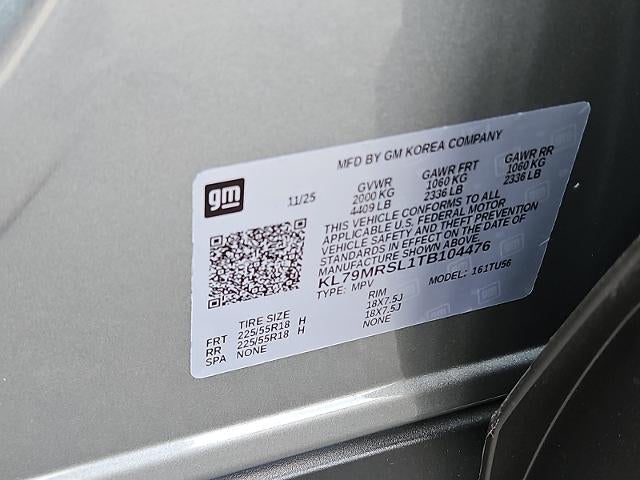 MFD BY GM KOREA COMPANY
gm
11/25
GVWR GAWR FRT GAWR RR
2000 KG 1060 KG 1060 KG
4409 LB 2336 LB 2336 LB
THIS VEHICLE CONFORMS TO ALL
APPLICABLE U.S. FEDERAL MOTOR
VEHICLE SAFETY AND THEFT
STANDARDS IN EFFECT ON THE DATE OF
MANUFACTURE SHOWN ABOVE.
KL79MRSL1TB104476
TYPE: MPV MODEL: 161TU56
TIRE SIZE RIM
FRT 225/55R18 H 18X7.5J
RR 225/55R18 H 18X7.5J
SPA NONE NONE